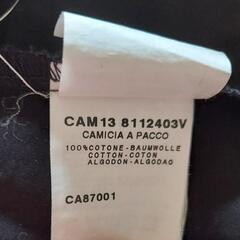 CAM13 8112403V
CAMICIA A PACCO
100%COTONE-BAUMWOLLE
COTTON-COTON
ALGODON-ALGODAO
CA87001